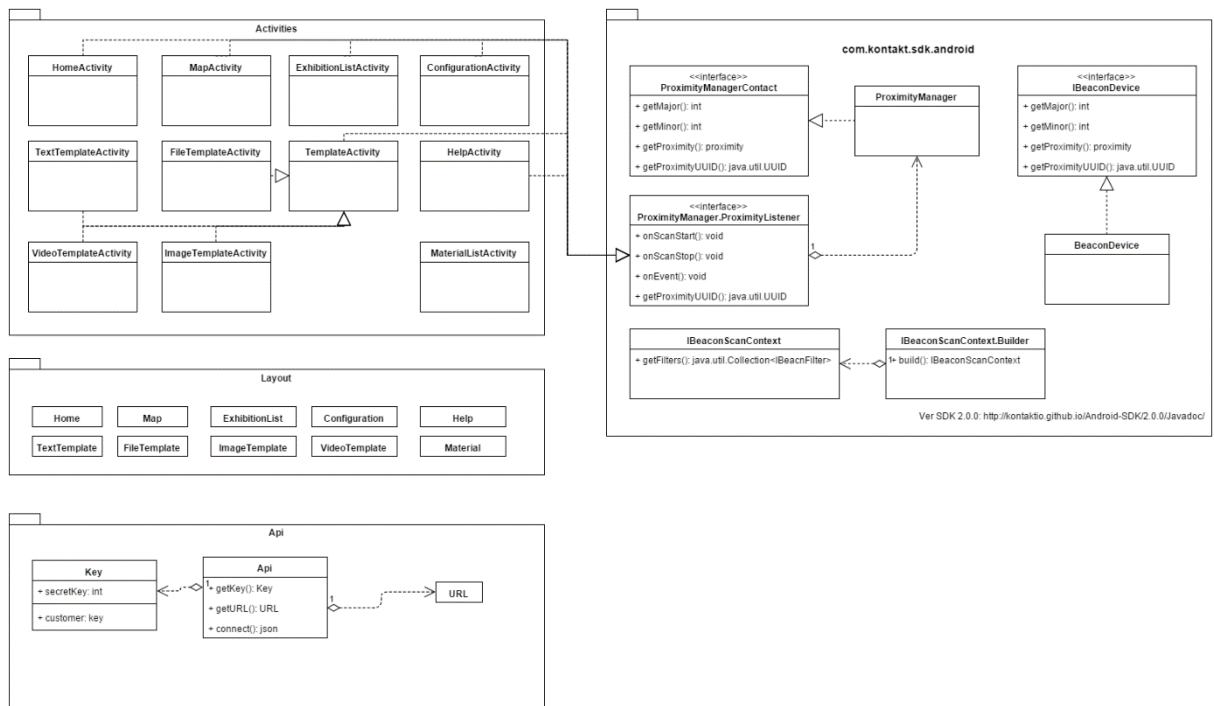 Activities
HomeActivity
MapActivity
ExhibitionListActivity
ConfigurationActivity
TextTemplateActivity
FileTemplateActivity
TemplateActivity
HelpActivity
VideoTemplateActivity
ImageTemplateActivity
MaterialListActivity
Layout
Home
Map
ExhibitionList
Configuration
Help
TextTemplate
FileTemplate
ImageTemplate
VideoTemplate
Material
Api
Key
+ secretKey: int
+ customer: key
Api
1
+ getKey(): Key
+ getURL(): URL
+ connect(): json
1
URL
com.kontakt.sdk.android
<<interface>>
ProximityManagerContact
+ getMajor(): int
+ getMinor(): int
+ getProximity(): proximity
+ getProximityUUID(): java.util.UUID
ProximityManager
<<interface>>
IBeaconDevice
+ getMajor(): int
+ getMinor(): int
+ getProximity(): proximity
+ getProximityUUID(): java.util.UUID
<<interface>>
ProximityManager.ProximityListener
+ onScanStart(): void
+ onScanStop(): void
+ onEvent(): void
+ getProximityUUID(): java.util.UUID
1
BeaconDevice
IBeaconScanContext
+ getFilters(): java.util.Collection<IBeacnFilter>
IBeaconScanContext.Builder
1
+ build(): IBeaconScanContext
Ver SDK 2.0.0: http://kontaktio.github.io/Android-SDK/2.0.0/Javadoc/